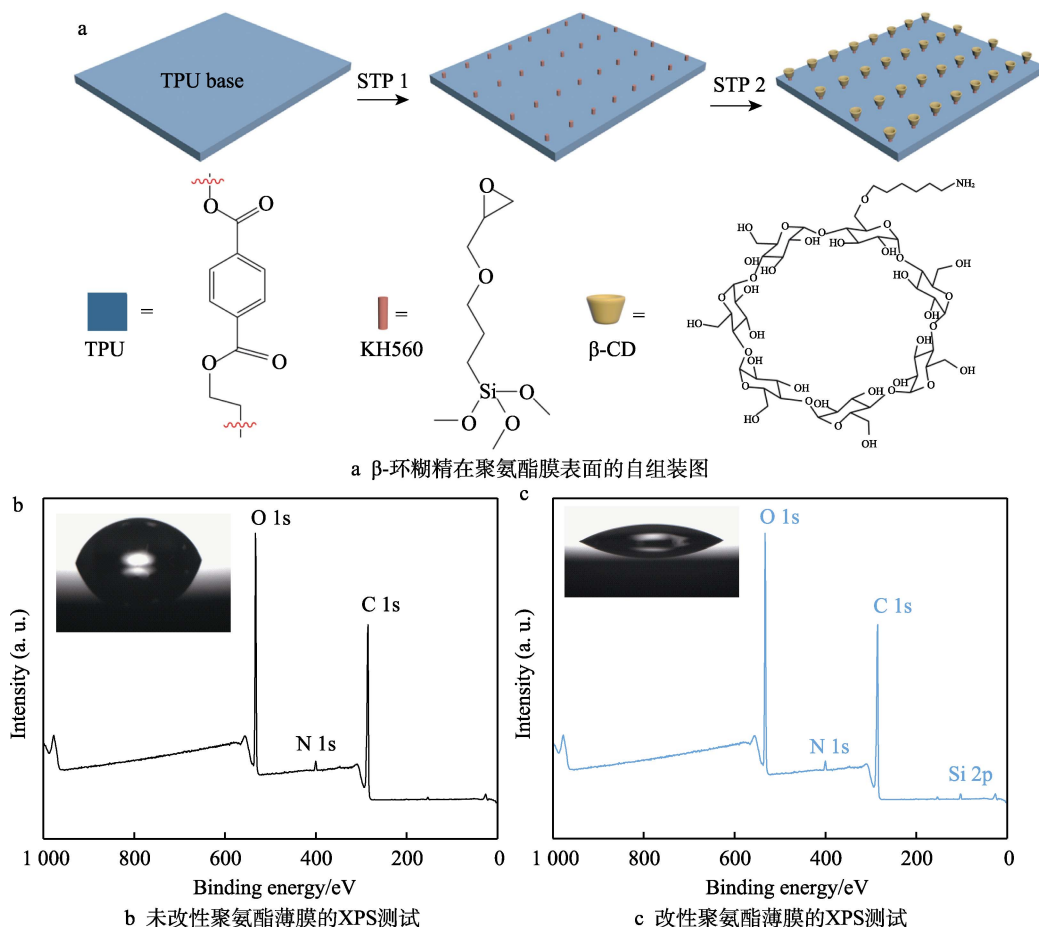 a
TPU base
STP 1
STP 2
O
O
O
O
TPU
=
O
O
Si
O
O
O
KH560
=
β-CD
=
NH₂
a β-环糊精在聚氨酯膜表面的自组装图
b
O 1s
C 1s
N 1s
Intensity (a. u.)
1 000 800 600 400 200 0
Binding energy/eV
b 未改性聚氨酯薄膜的XPS测试
c
O 1s
C 1s
N 1s
Si 2p
Intensity (a. u.)
1 000 800 600 400 200 0
Binding energy/eV
c 改性聚氨酯薄膜的XPS测试